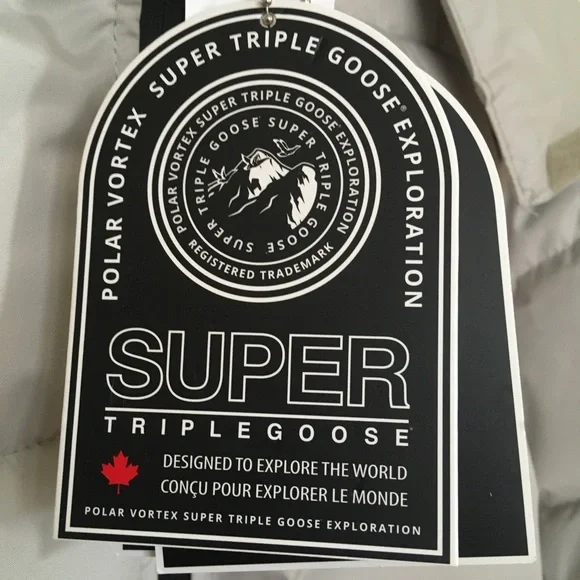 POLAR VORTEX SUPER TRIPLE GOOSE® EXPLORATION
POLAR VORTEX SUPER TRIPLE GOOSE EXPLORATION
REGISTERED TRADEMARK
SUPER TRIPLE GOOSE SUPER TRIPLE GOOSE
SUPER
TRIPLEGOOSE
DESIGNED TO EXPLORE THE WORLD
CONÇU POUR EXPLORER LE MONDE
POLAR VORTEX SUPER TRIPLE GOOSE EXPLORATION